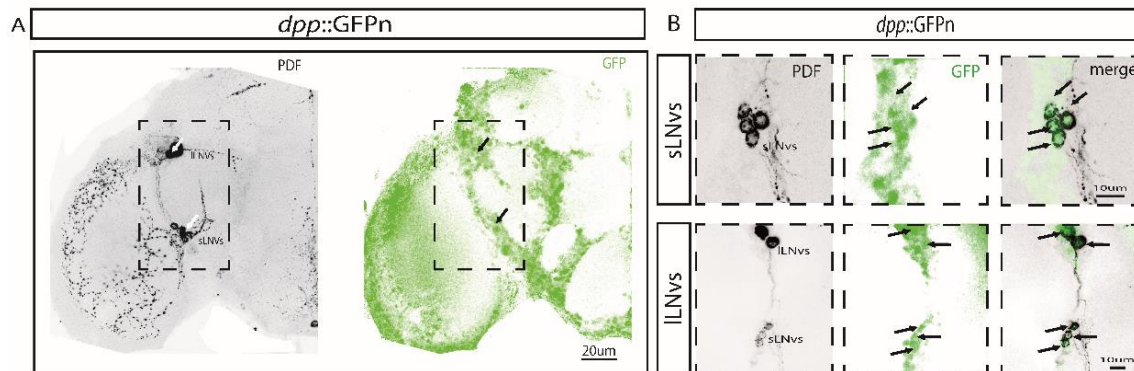 A
dpp::GFPn
PDF
GFP
lLNvs
sLNVs
20um
B
dpp::GFPn
sLNvs
PDF
GFP
merge
sLNvs
10um
lLNvs
lLNvs
sLNvs
10um